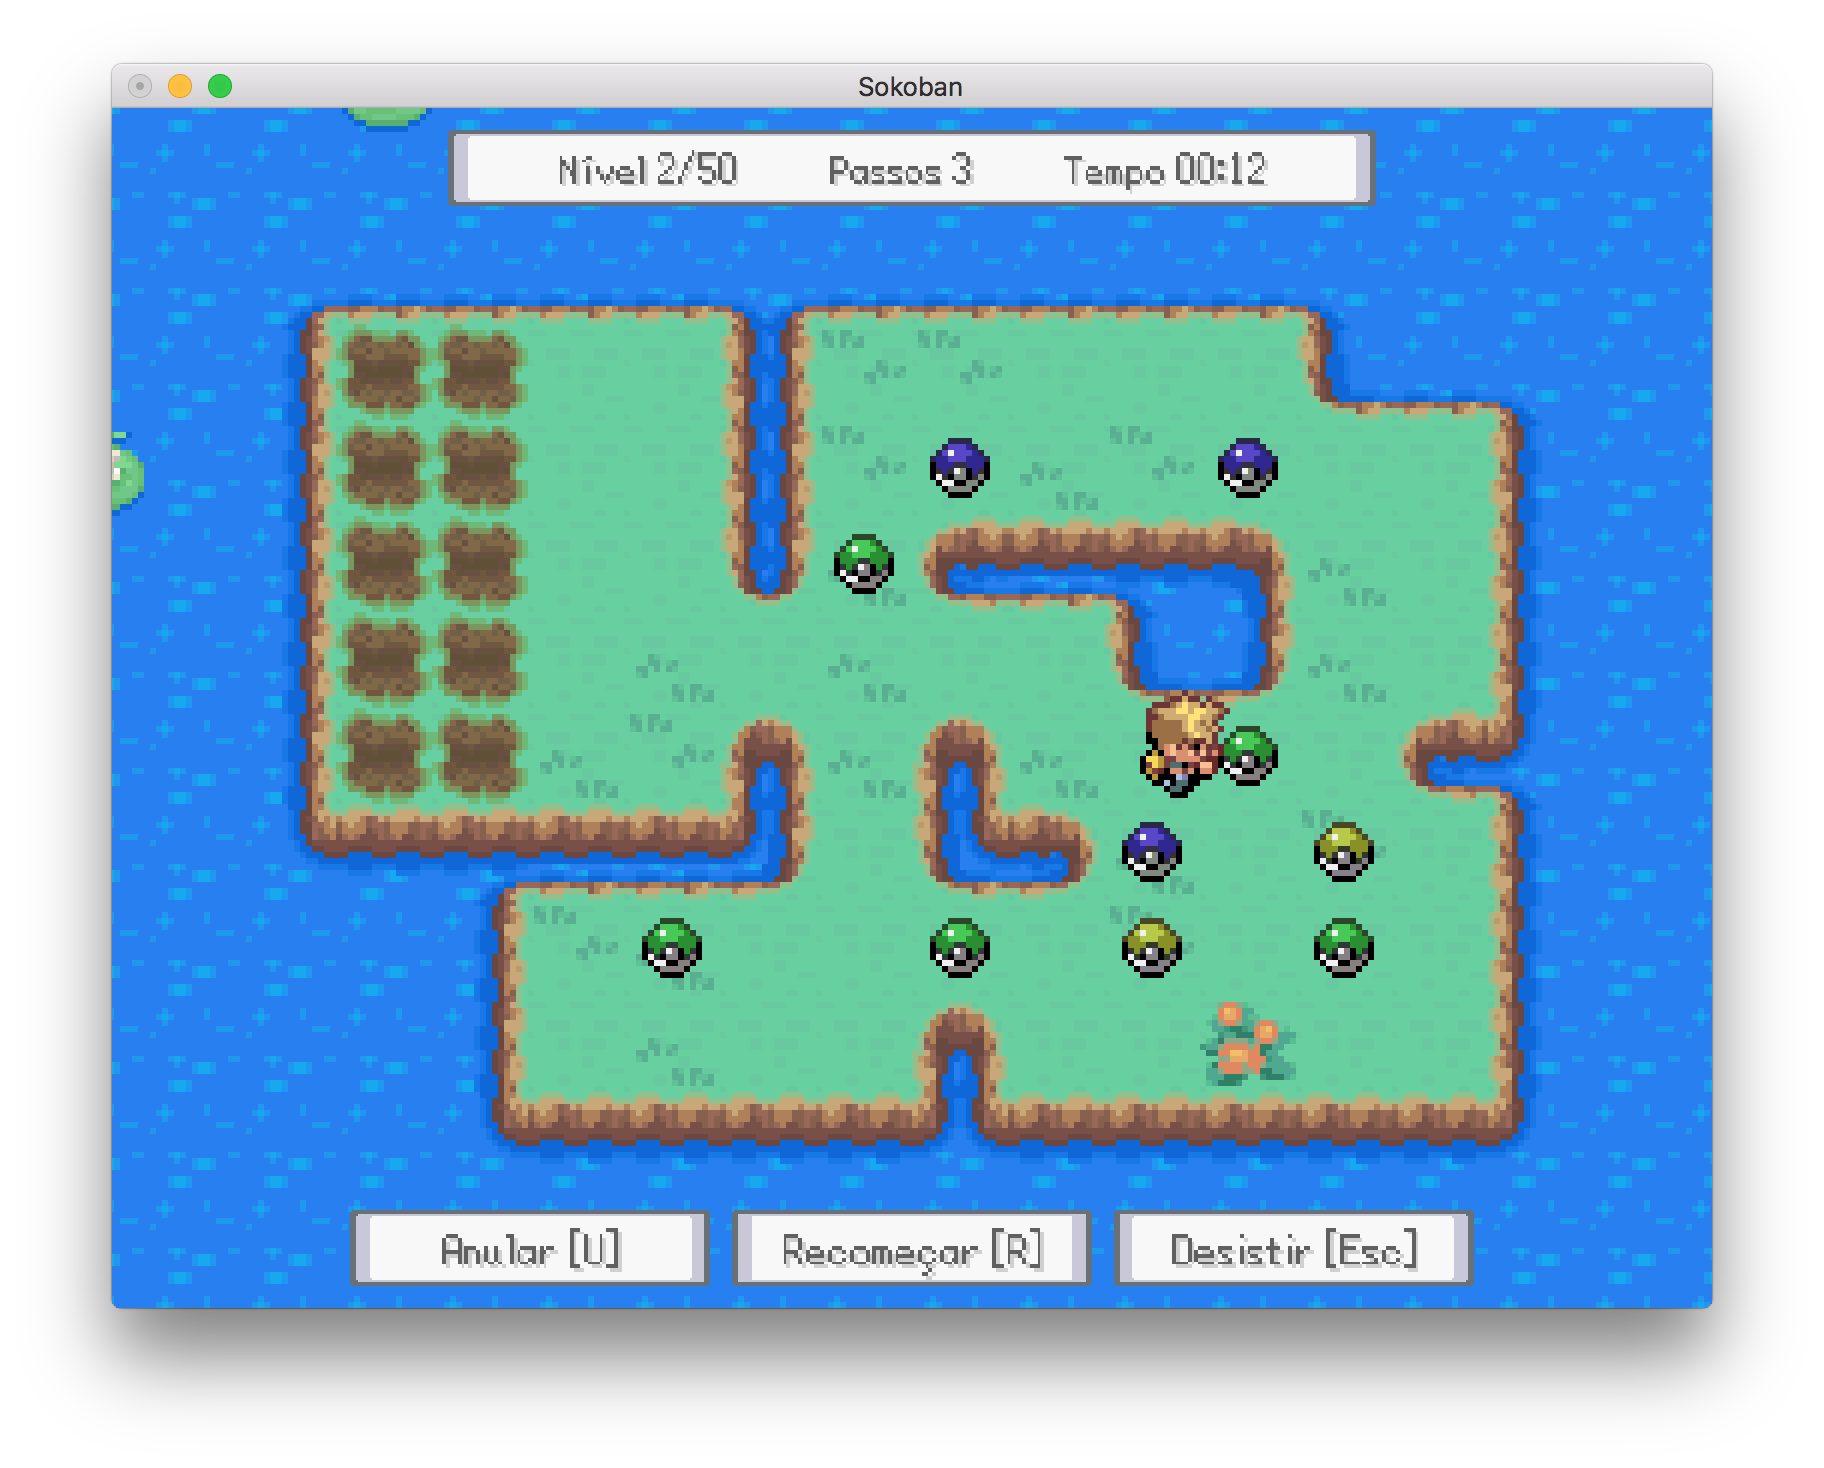 Sokoban
Nível 2/50 Passos 3 Tempo 00:12
Anular [U] Recomeçar [R] Desistir [Esc]